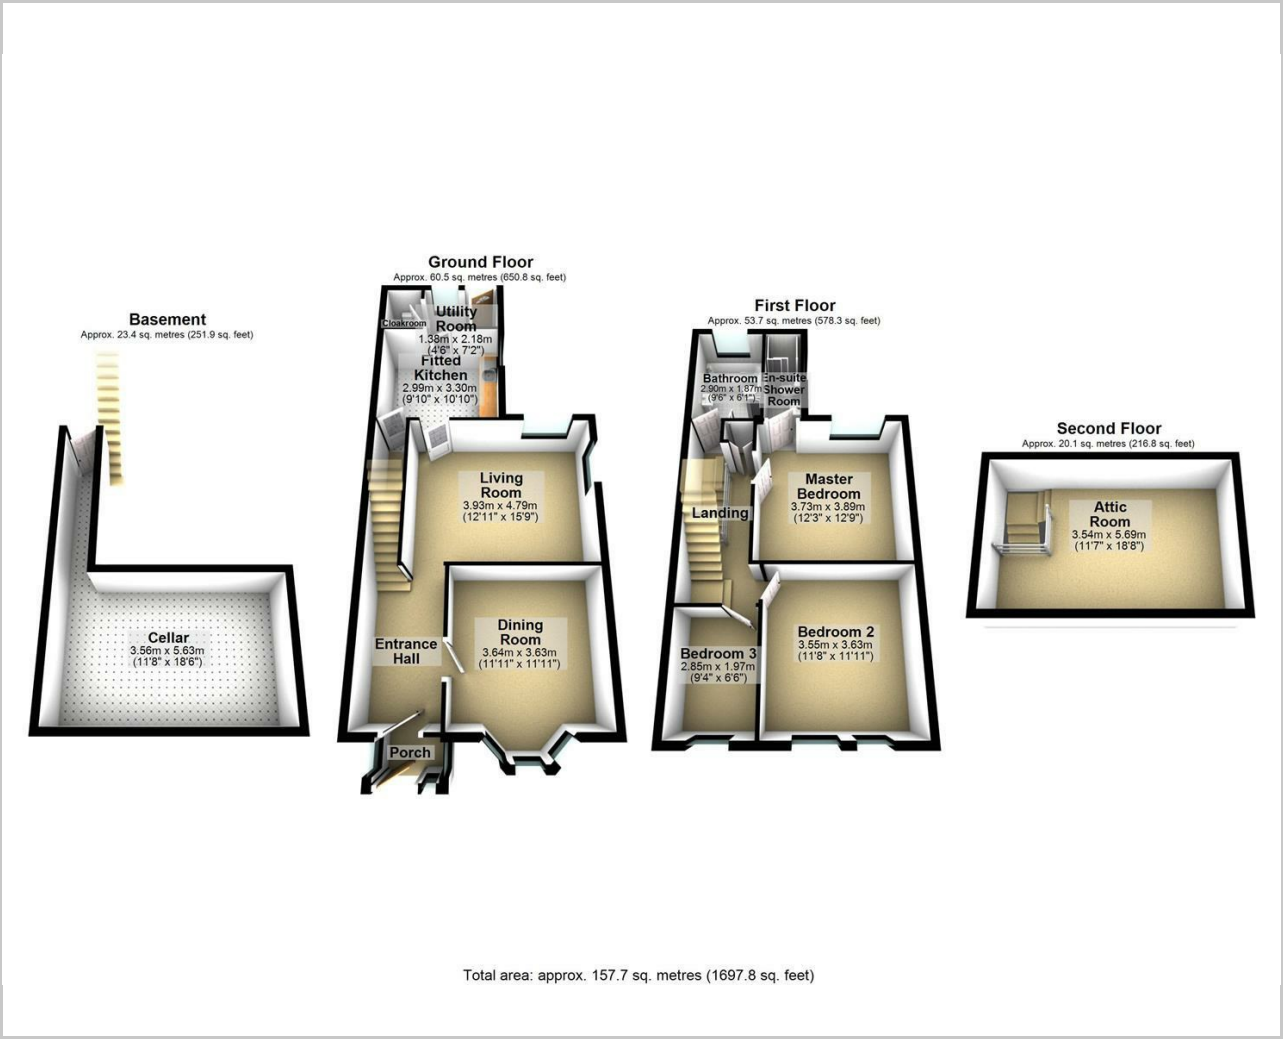 Basement
Approx. 23.4 sq. metres (251.9 sq. feet)
Cellar
3.56m x 5.63m
(11'8" x 18'6")
Ground Floor
Approx. 60.5 sq. metres (650.8 sq. feet)
Cloakroom
Utility
Room
1.38m x 2.18m
(4'6" x 7'2")
Fitted
Kitchen
2.99m x 3.30m
(9'10" x 10'10")
Living
Room
3.93m x 4.79m
(12'11" x 15'9")
Dining
Room
3.64m x 3.63m
(11'11" x 11'11")
Entrance
Hall
Porch
First Floor
Approx. 53.7 sq. metres (578.3 sq. feet)
Bathroom
2.90m x 1.87m
(9'6" x 6'1")
En-suite
Shower
Room
Master
Bedroom
3.73m x 3.89m
(12'3" x 12'9")
Landing
Bedroom 2
3.55m x 3.63m
(11'8" x 11'11")
Bedroom 3
2.85m x 1.97m
(9'4" x 6'6")
Second Floor
Approx. 20.1 sq. metres (216.8 sq. feet)
Attic
Room
3.54m x 5.69m
(11'7" x 18'8")
Total area: approx. 157.7 sq. metres (1697.8 sq. feet)